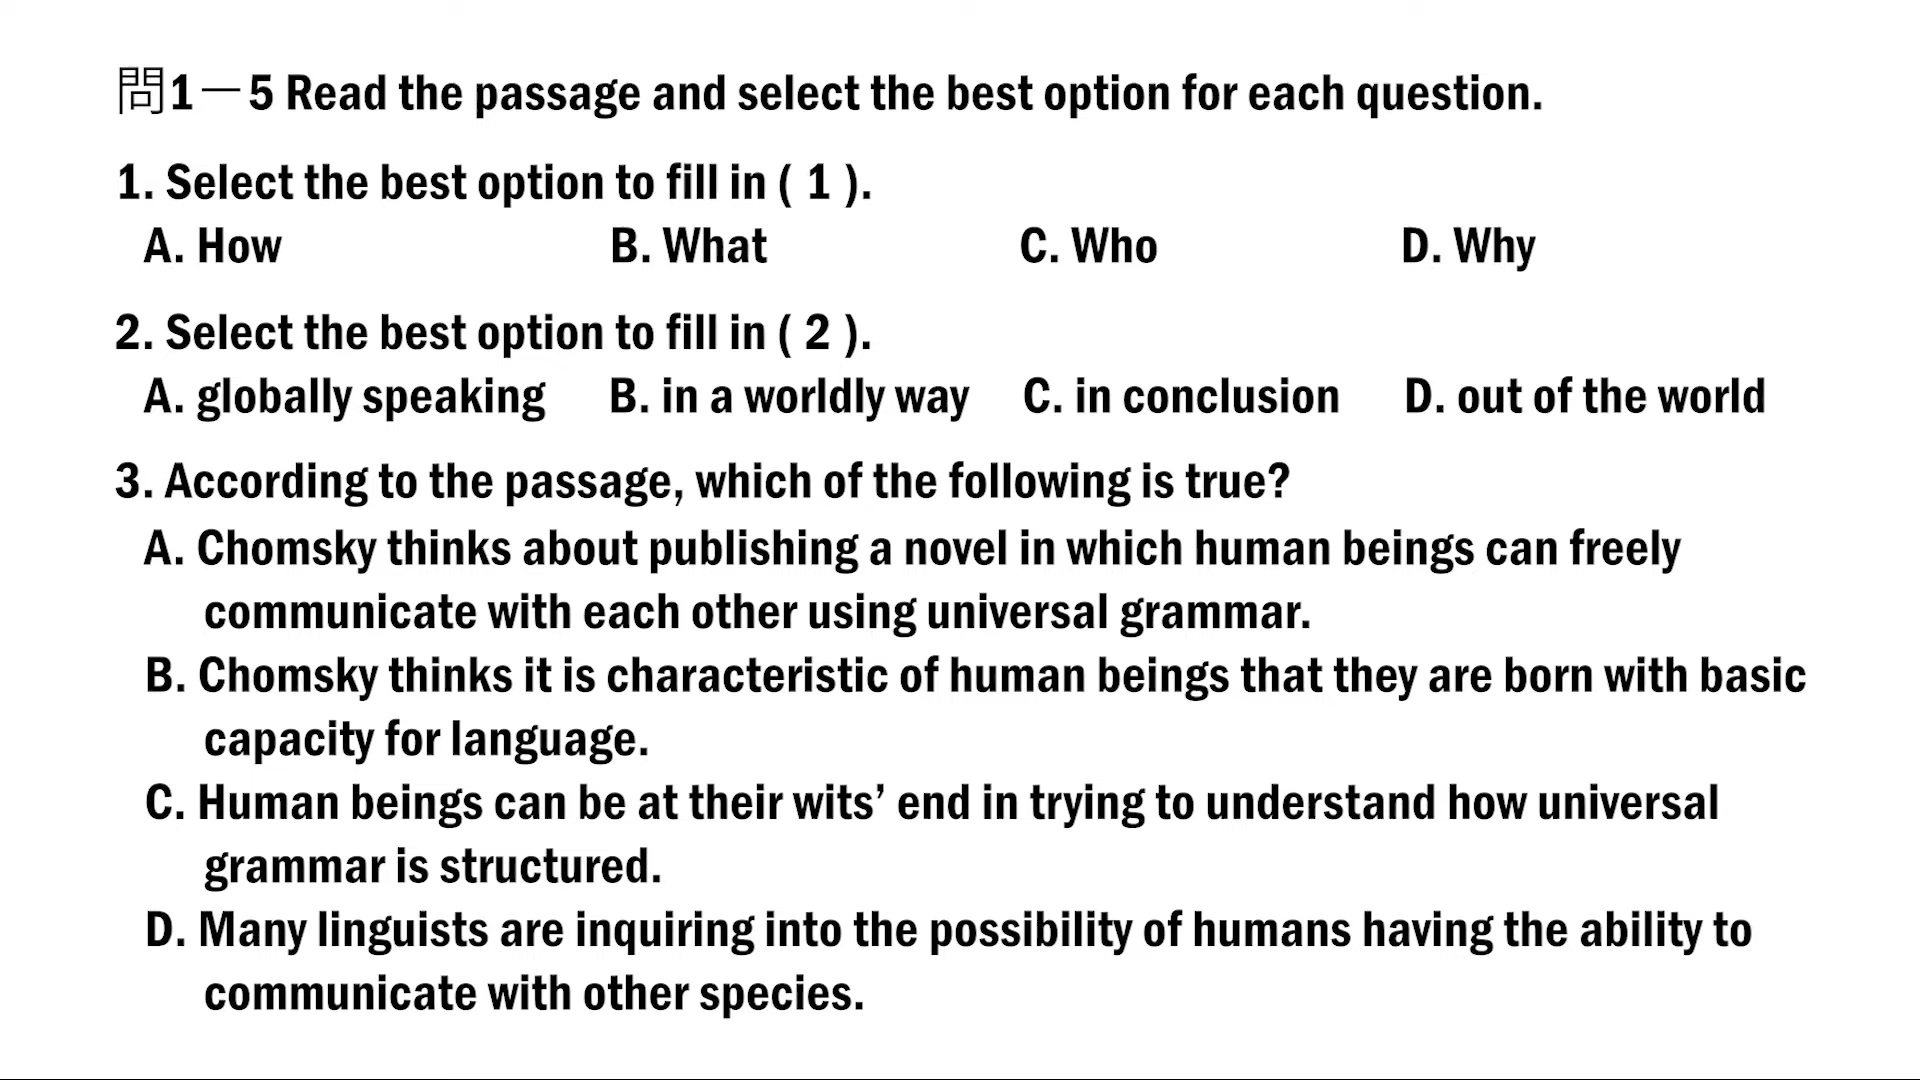 問1－5 Read the passage and select the best option for each question.
1. Select the best option to fill in ( 1 ).
A. How B. What C. Who D. Why
2. Select the best option to fill in ( 2 ).
A. globally speaking B. in a worldly way C. in conclusion D. out of the world
3. According to the passage, which of the following is true?
A. Chomsky thinks about publishing a novel in which human beings can freely
communicate with each other using universal grammar.
B. Chomsky thinks it is characteristic of human beings that they are born with basic
capacity for language.
C. Human beings can be at their wits’ end in trying to understand how universal
grammar is structured.
D. Many linguists are inquiring into the possibility of humans having the ability to
communicate with other species.